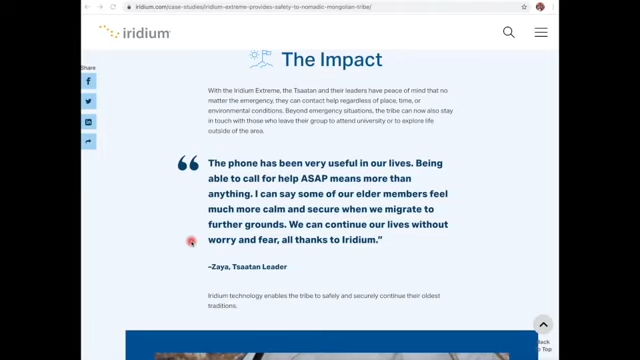 iridium.com/case-studies/iridium-extreme-provides-safety-to-nomadic-mongolian-tribe/
iridium
Share
The Impact
With the Iridium Extreme, the Tsaatan and their leaders have peace of mind that no
matter the emergency, they can contact help regardless of place, time, or
environmental conditions. Beyond emergency situations, the tribe can now also stay
in touch with those who leave their group to attend university or to explore life
outside of the area.
The phone has been very useful in our lives. Being
able to call for help ASAP means more than
anything. I can say some of our elder members feel
much more calm and secure when we migrate to
further grounds. We can continue our lives without
worry and fear, all thanks to Iridium.”
–Zaya, Tsaatan Leader
Iridium technology enables the tribe to safely and securely continue their oldest
traditions.
Back
to Top